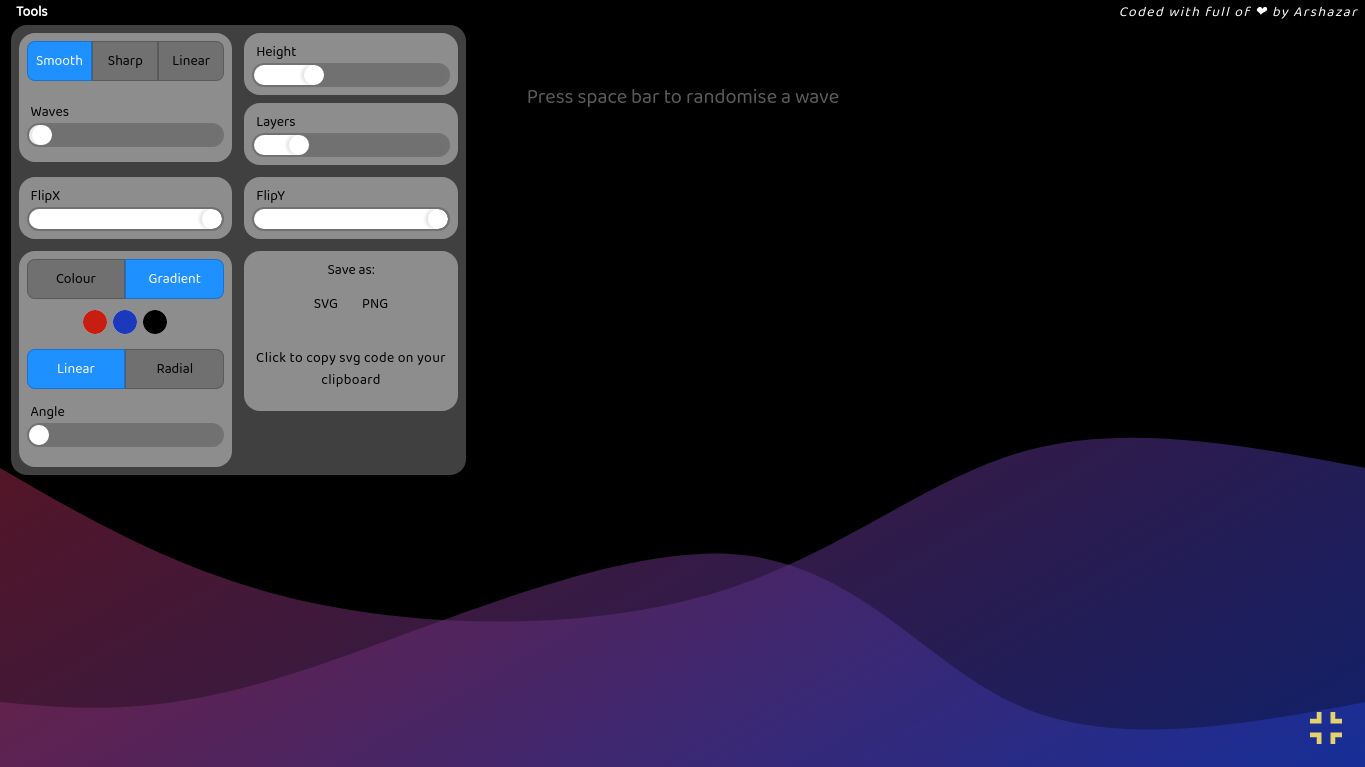 Tools
Coded with full of ❤ by Arshazar
Smooth
Sharp
Linear
Waves
Height
Layers
FlipX
FlipY
Colour
Gradient
Linear
Radial
Angle
Save as:
SVG
PNG
Click to copy svg code on your
clipboard
Press space bar to randomise a wave